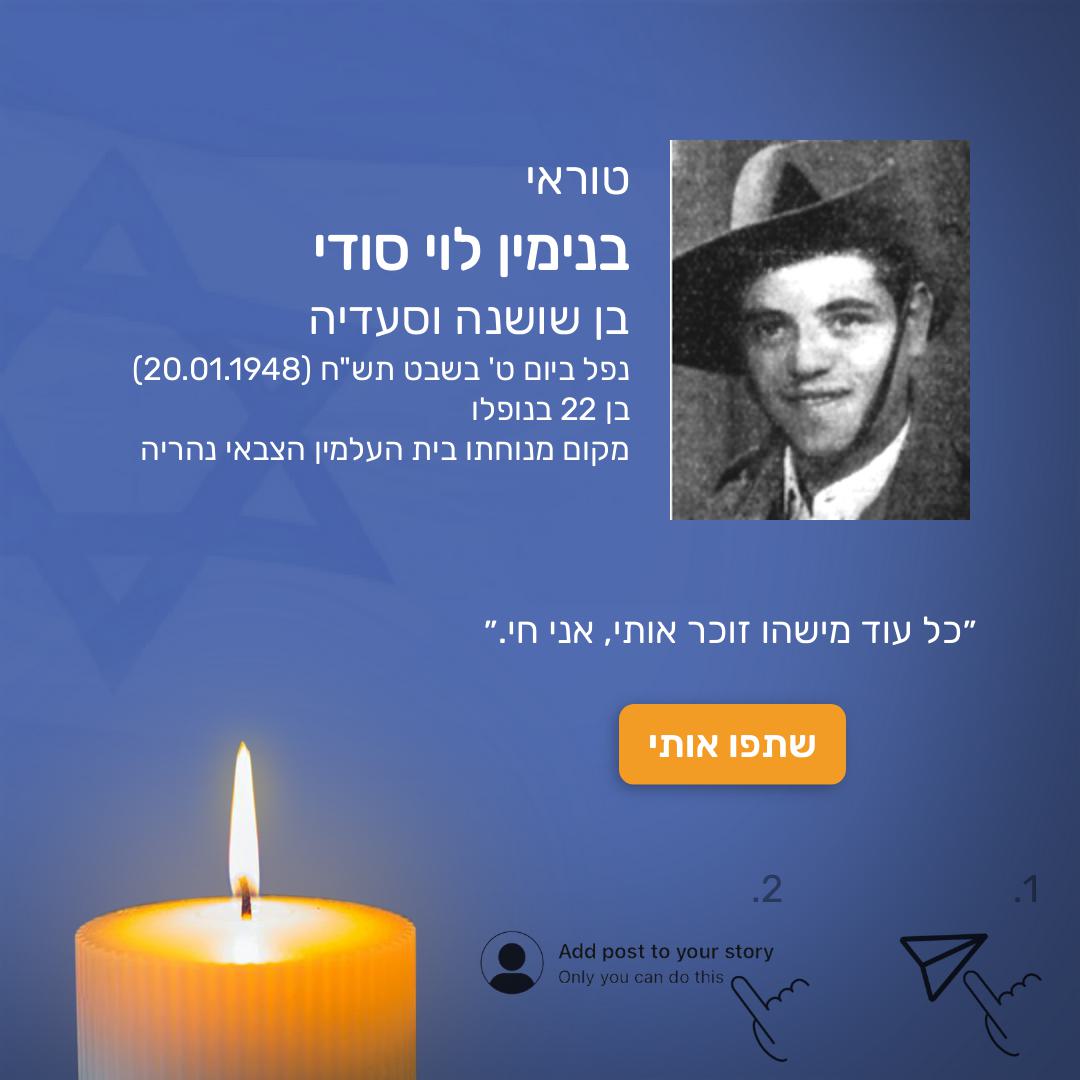 טוראי
בנימין לוי סודי
בן שושנה וסעדיה
נפל ביום ט' בשבט תש"ח (20.01.1948)
בן 22 בנופלו
מקום מנוחתו בית העלמין הצבאי נהריה
״כל עוד מישהו זוכר אותי, אני חי.״
שתפו אותי
1.
2.
Add post to your story
Only you can do this